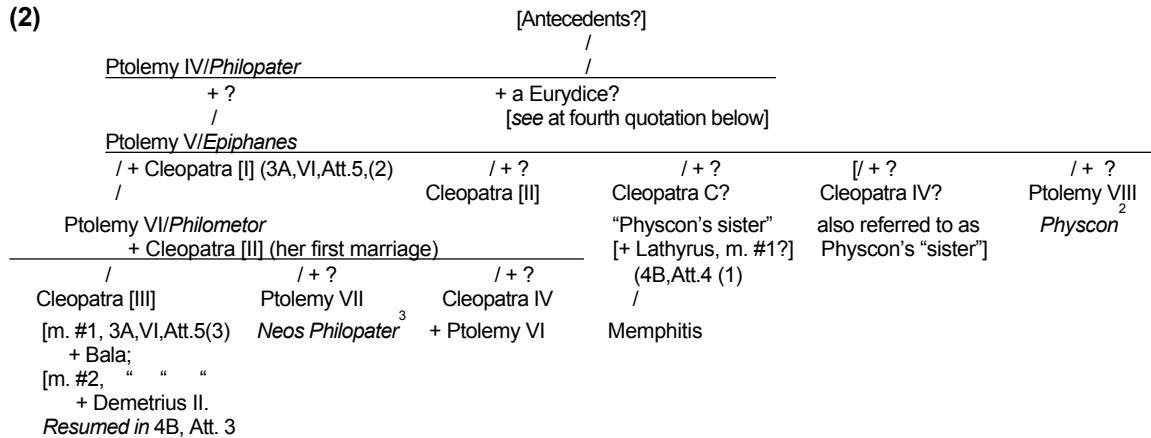 (2) [Antecedents?]
/
Ptolemy IV/Philopater /
+ ? + a Eurydice?
/ [see at fourth quotation below]
Ptolemy V/Epiphanes
/ + Cleopatra [I] (3A,VI,Att.5,(2) / + ? / + ? [/ + ? / + ?
/ Cleopatra [II] Cleopatra C? Cleopatra IV? Ptolemy VIII
Ptolemy VI/Philometor “Physcon’s sister” also referred to as Physcon2
+ Cleopatra [II] (her first marriage) [+ Lathyrus, m. #1?] Physcon’s “sister”]
/ / + ? / + ? (4B,Att.4 (1)
Cleopatra [III] Ptolemy VII Cleopatra IV /
[m. #1, 3A,VI,Att.5(3) Neos Philopater3 + Ptolemy VI Memphitis
+ Bala;
[m. #2, “ “ “
+ Demetrius II.
Resumed in 4B, Att. 3